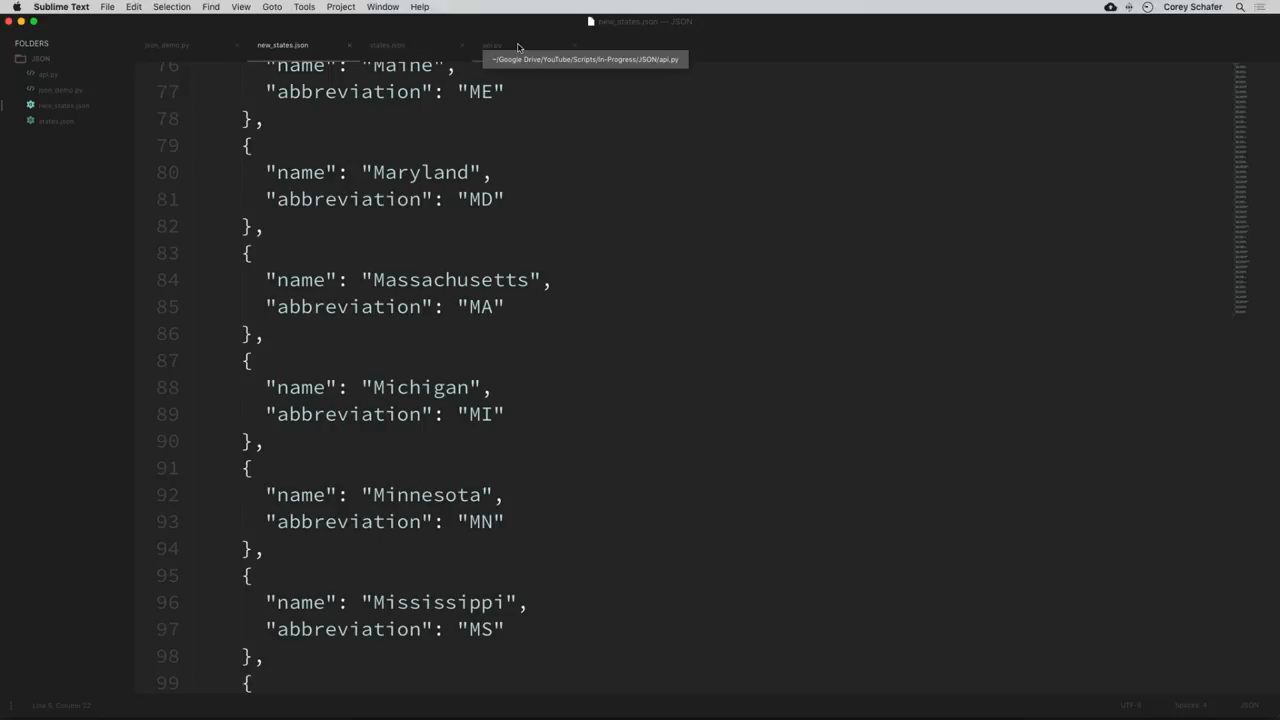 Sublime Text File Edit Selection Find View Goto Tools Project Window Help Corey Schafer
new_states.json — JSON
FOLDERS
JSON
api.py
json_demo.py
new_states.json
states.json
json_demo.py new_states.json states.json api.py
~/Google Drive/YouTube/Scripts/In-Progress/JSON/api.py
76 "name": "Maine",
77 "abbreviation": "ME"
78 },
79 {
80 "name": "Maryland",
81 "abbreviation": "MD"
82 },
83 {
84 "name": "Massachusetts",
85 "abbreviation": "MA"
86 },
87 {
88 "name": "Michigan",
89 "abbreviation": "MI"
90 },
91 {
92 "name": "Minnesota",
93 "abbreviation": "MN"
94 },
95 {
96 "name": "Mississippi",
97 "abbreviation": "MS"
98 },
99 {
Line 5, Column 22 UTF-8 Spaces: 4 JSON